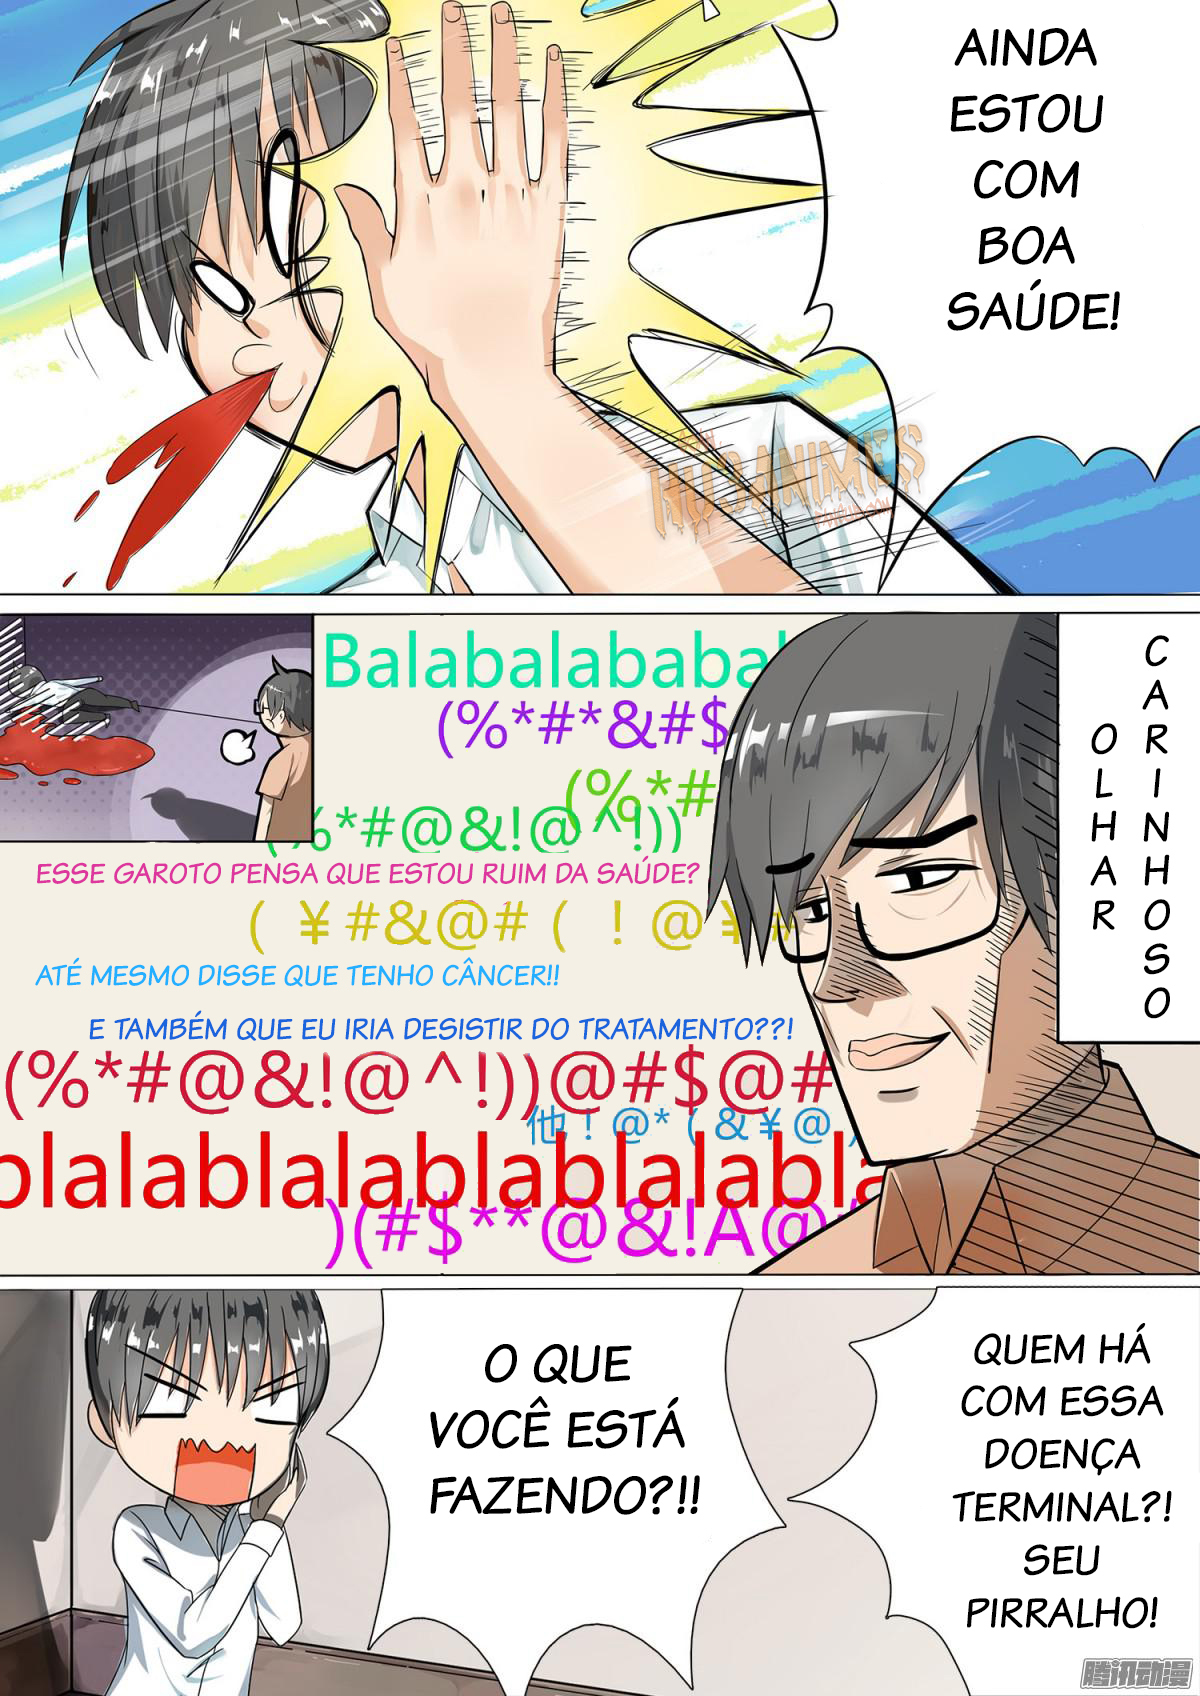 AINDA
ESTOU
COM
BOA
SAÚDE!
Balabalababal
(%*#*&#$
(%*#
%*#@&!@^!))
CARINHOSO
OLHAR
ESSE GAROTO PENSA QUE ESTOU RUIM DA SAÚDE?
(¥#&@#(!@¥#
ATÉ MESMO DISSE QUE TENHO CÂNCER!!
E TAMBÉM QUE EU IRIA DESISTIR DO TRATAMENTO??!
(%*#@&!@^!))@#$@#
他!@*(&¥@)
blalablalablablalabla
)(#$**@&!A@
O QUE
VOCÊ ESTÁ
FAZENDO?!!
QUEM HÁ
COM ESSA
DOENÇA
TERMINAL?!
SEU
PIRRALHO!
腾讯动漫